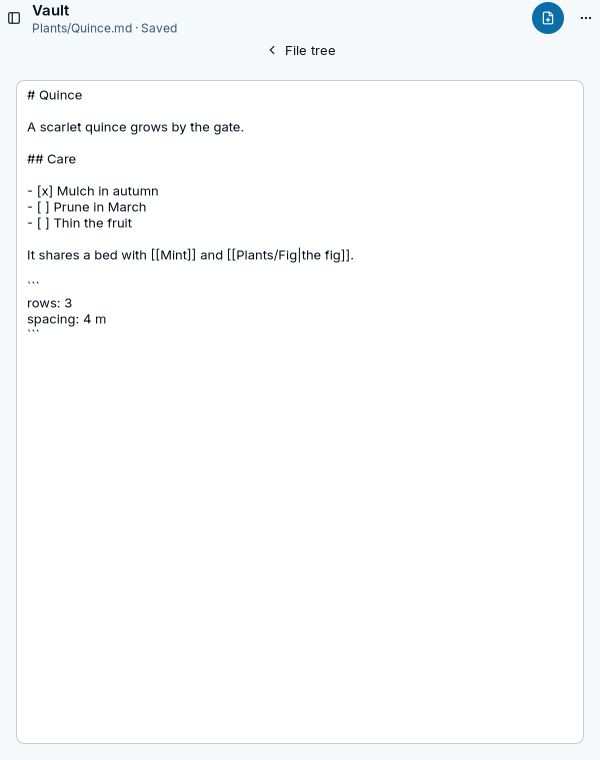 Vault
Plants/Quince.md · Saved
File tree
# Quince
A scarlet quince grows by the gate.
## Care
- [x] Mulch in autumn
- [ ] Prune in March
- [ ] Thin the fruit
It shares a bed with [[Mint]] and [[Plants/Fig|the fig]].
```
rows: 3
spacing: 4 m
```